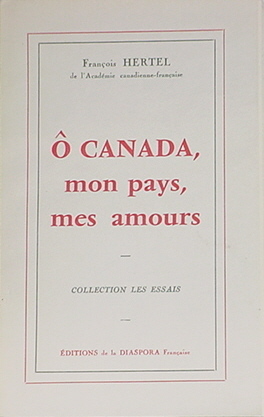 François HERTEL
de l'Académie canadienne-française
Ô CANADA,
mon pays,
mes amours
COLLECTION LES ESSAIS
ÉDITIONS de la DIASPORA Française